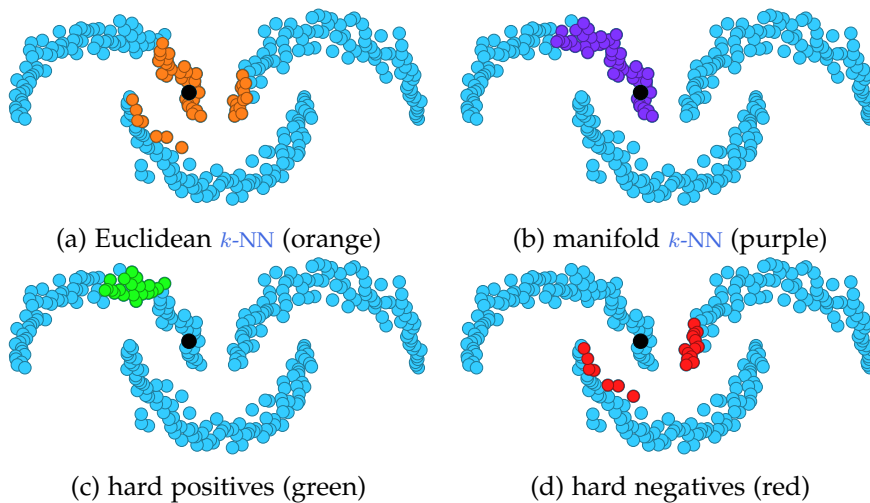 (a) Euclidean k-NN (orange)
(b) manifold k-NN (purple)
(c) hard positives (green)
(d) hard negatives (red)